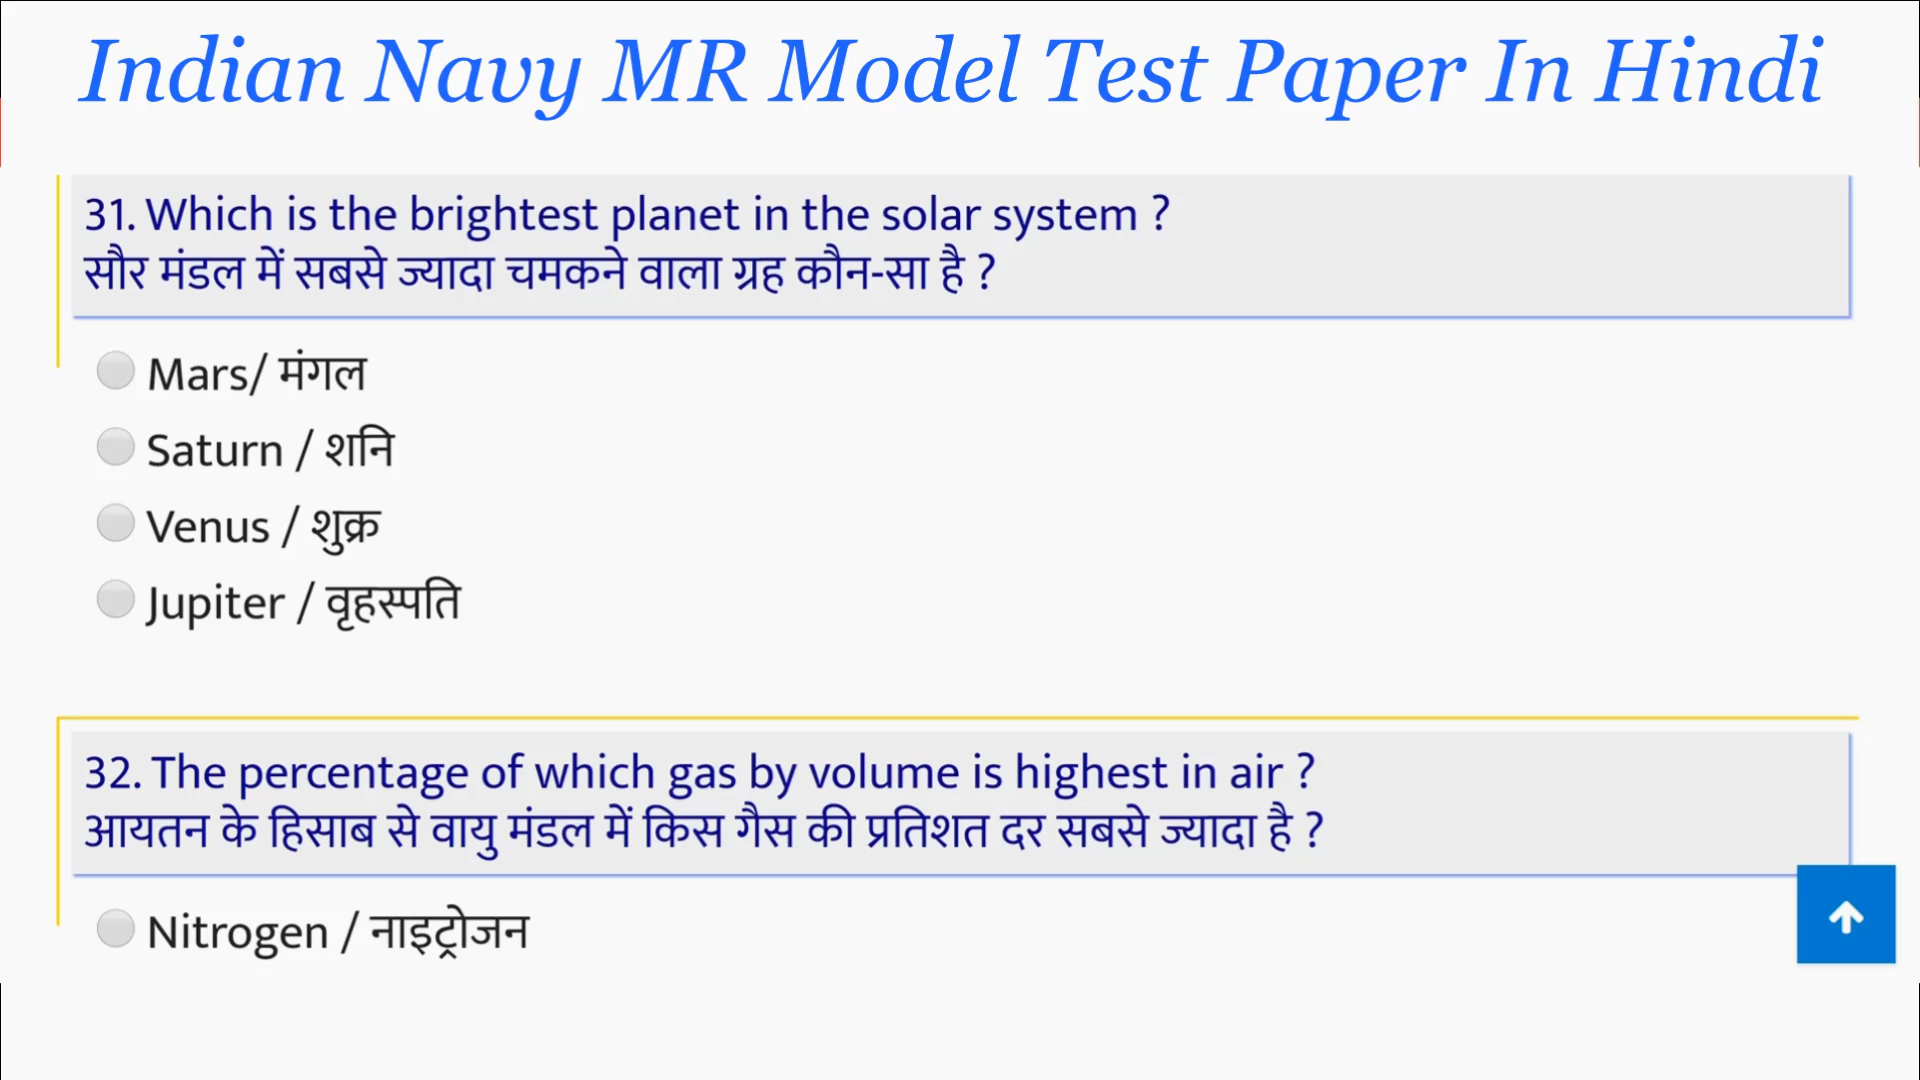 Indian Navy MR Model Test Paper In Hindi
31. Which is the brightest planet in the solar system ?
सौर मंडल में सबसे ज्यादा चमकने वाला ग्रह कौन-सा है ?
Mars/ मंगल
Saturn / शनि
Venus / शुक्र
Jupiter / वृहस्पति
32. The percentage of which gas by volume is highest in air ?
आयतन के हिसाब से वायु मंडल में किस गैस की प्रतिशत दर सबसे ज्यादा है ?
Nitrogen / नाइट्रोजन